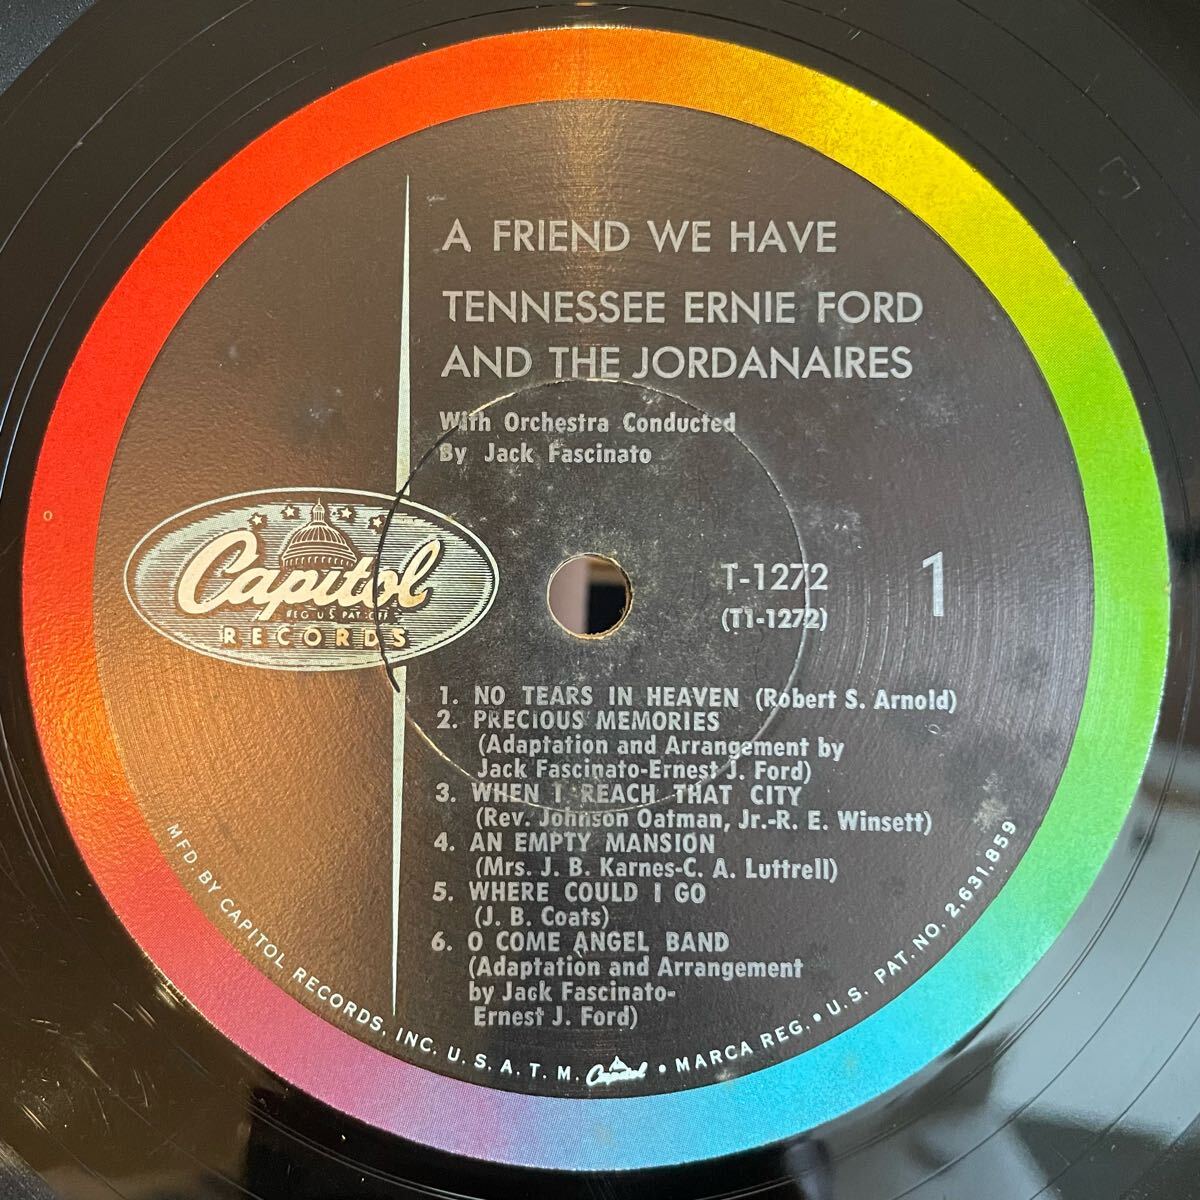 A FRIEND WE HAVE
TENNESSEE ERNIE FORD
AND THE JORDANAIRES
With Orchestra Conducted
By Jack Fascinato
Capitol
REG U S PAT OFF
RECORDS
T-1272
(T1-1272)
1
1. NO TEARS IN HEAVEN (Robert S. Arnold)
2. PRECIOUS MEMORIES
(Adaptation and Arrangement by
Jack Fascinato-Ernest J. Ford)
3. WHEN I REACH THAT CITY
(Rev. Johnson Oatman, Jr.-R. E. Winsett)
4. AN EMPTY MANSION
(Mrs. J. B. Karnes-C. A. Luttrell)
5. WHERE COULD I GO
(J. B. Coats)
6. O COME ANGEL BAND
(Adaptation and Arrangement
by Jack Fascinato-
Ernest J. Ford)
MFD. BY CAPITOL RECORDS, INC. U. S. A. T. M. Capitol • MARCA REG. • U. S. PAT. NO. 2,631,859